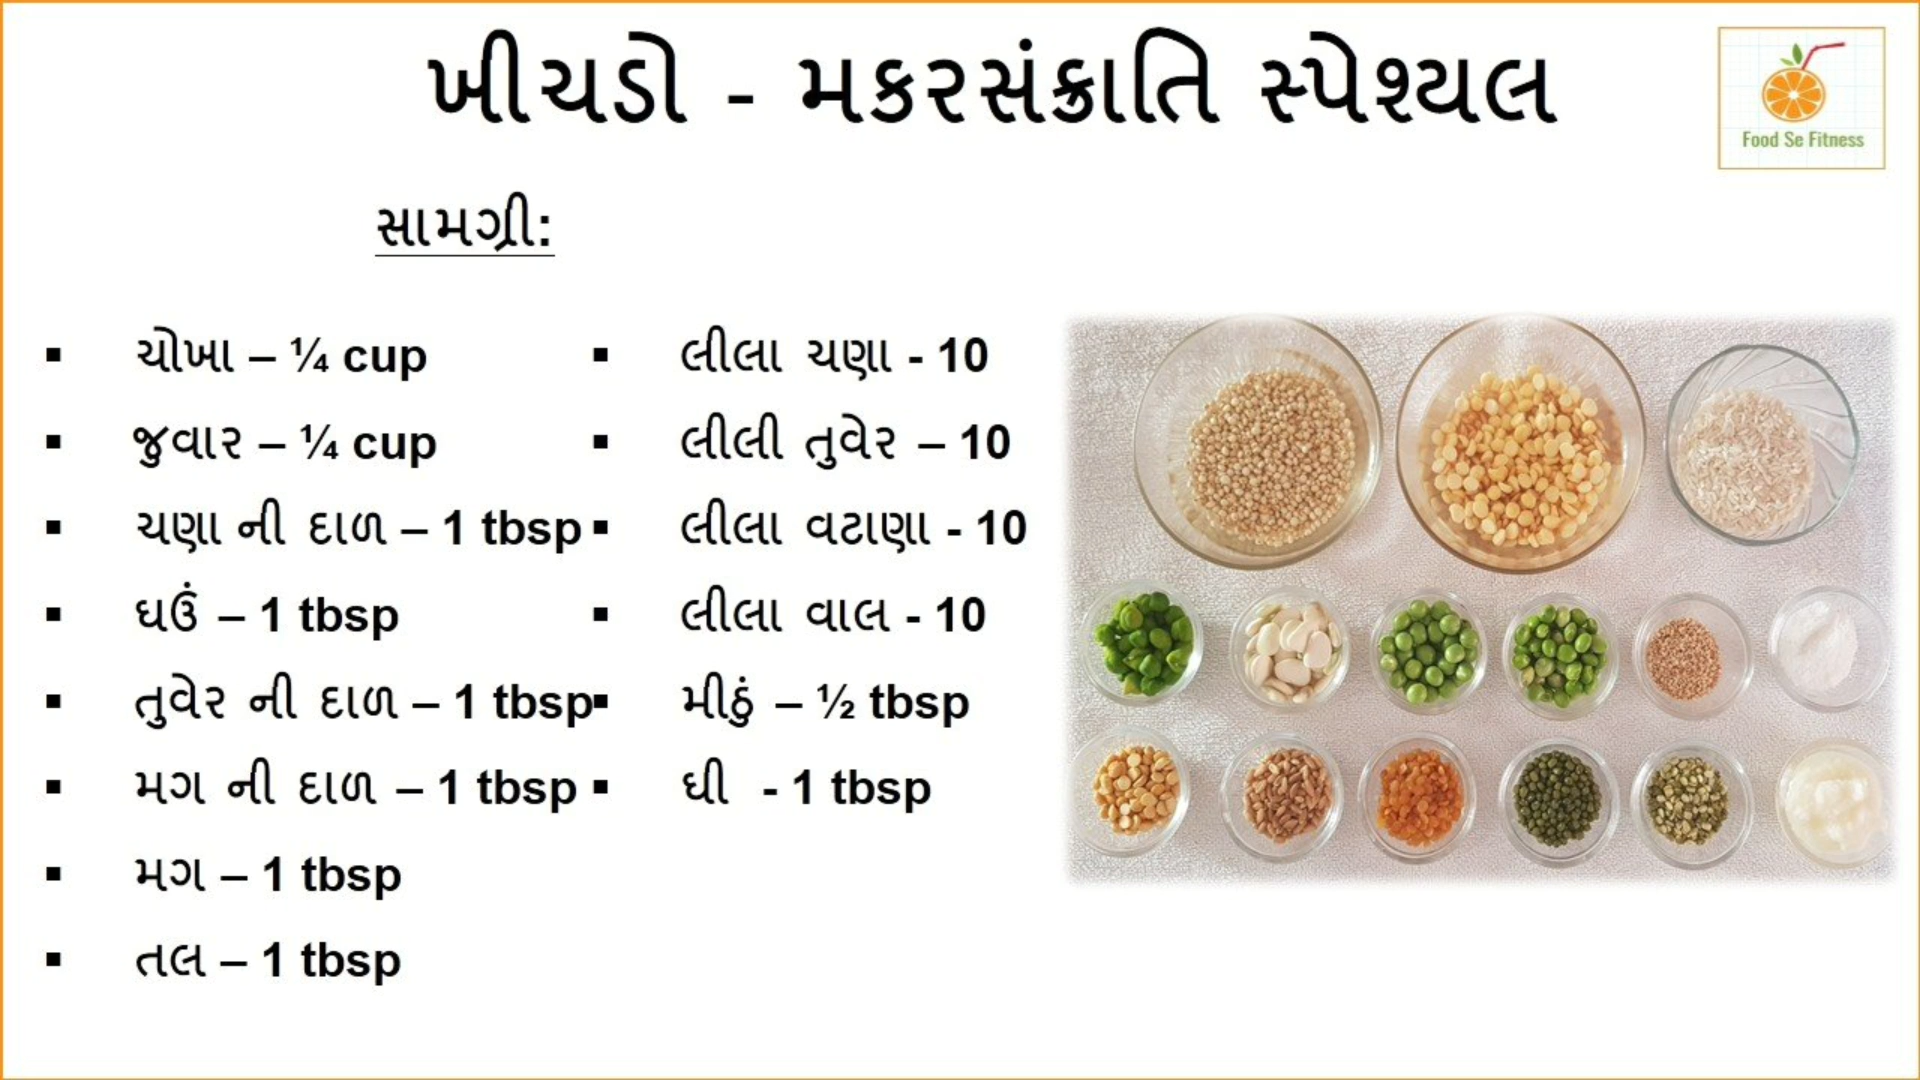 ખીચડો - મકરસંક્રાતિ સ્પેશ્યલ
Food Se Fitness
સામગ્રી:
▪ ચોખા – ¼ cup
▪ જુવાર – ¼ cup
▪ ચણા ની દાળ – 1 tbsp
▪ ઘઉં – 1 tbsp
▪ તુવેર ની દાળ – 1 tbsp
▪ મગ ની દાળ – 1 tbsp
▪ મગ – 1 tbsp
▪ તલ – 1 tbsp
▪ લીલા ચણા - 10
▪ લીલી તુવેર – 10
▪ લીલા વટાણા - 10
▪ લીલા વાલ - 10
▪ મીઠું – ½ tbsp
▪ ઘી - 1 tbsp